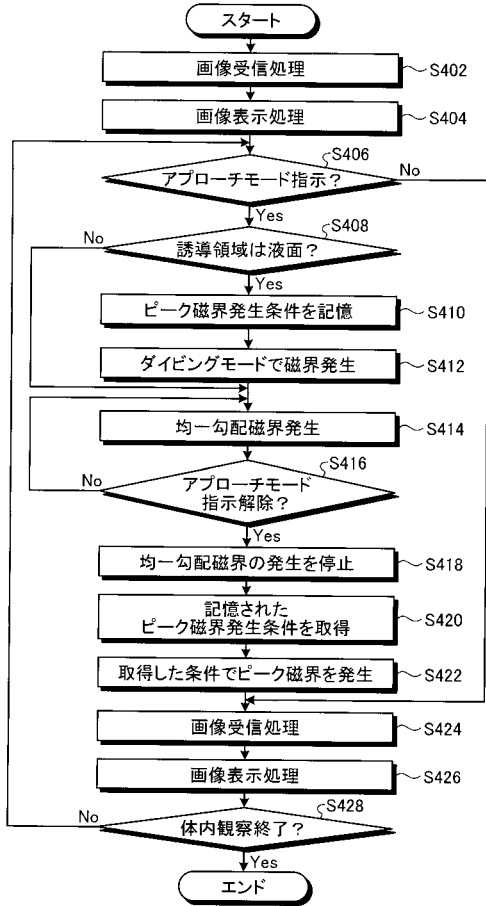 スタート
画像受信処理 S402
画像表示処理 S404
S406
アプローチモード指示? No
Yes
S408
No 誘導領域は液面?
Yes
ピーク磁界発生条件を記憶 S410
ダイビングモードで磁界発生 S412
均一勾配磁界発生 S414
S416
No アプローチモード
指示解除?
Yes
均一勾配磁界の発生を停止 S418
記憶された
ピーク磁界発生条件を取得 S420
取得した条件でピーク磁界を発生 S422
画像受信処理 S424
画像表示処理 S426
S428
No 体内観察終了?
Yes
エンド